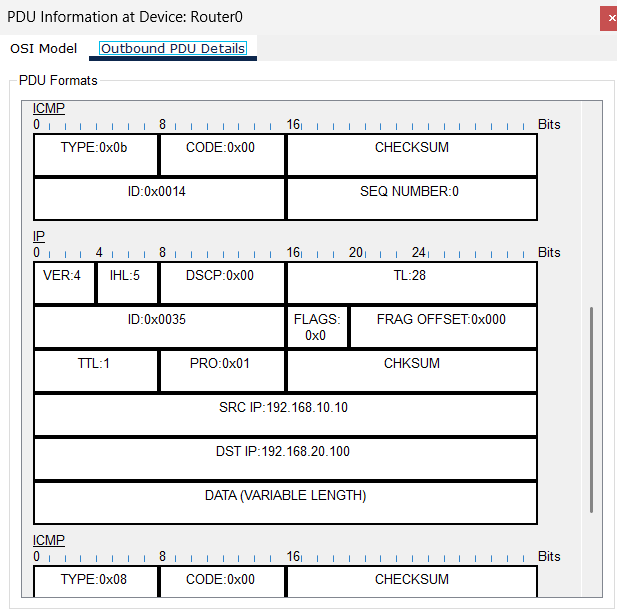 PDU Information at Device: Router0
×
OSI Model Outbound PDU Details
PDU Formats
ICMP
0 8 16 Bits
TYPE:0x0b CODE:0x00 CHECKSUM
ID:0x0014 SEQ NUMBER:0
IP
0 4 8 16 20 24 Bits
VER:4 IHL:5 DSCP:0x00 TL:28
ID:0x0035 FLAGS: 0x0 FRAG OFFSET:0x000
TTL:1 PRO:0x01 CHKSUM
SRC IP:192.168.10.10
DST IP:192.168.20.100
DATA (VARIABLE LENGTH)
ICMP
0 8 16 Bits
TYPE:0x08 CODE:0x00 CHECKSUM